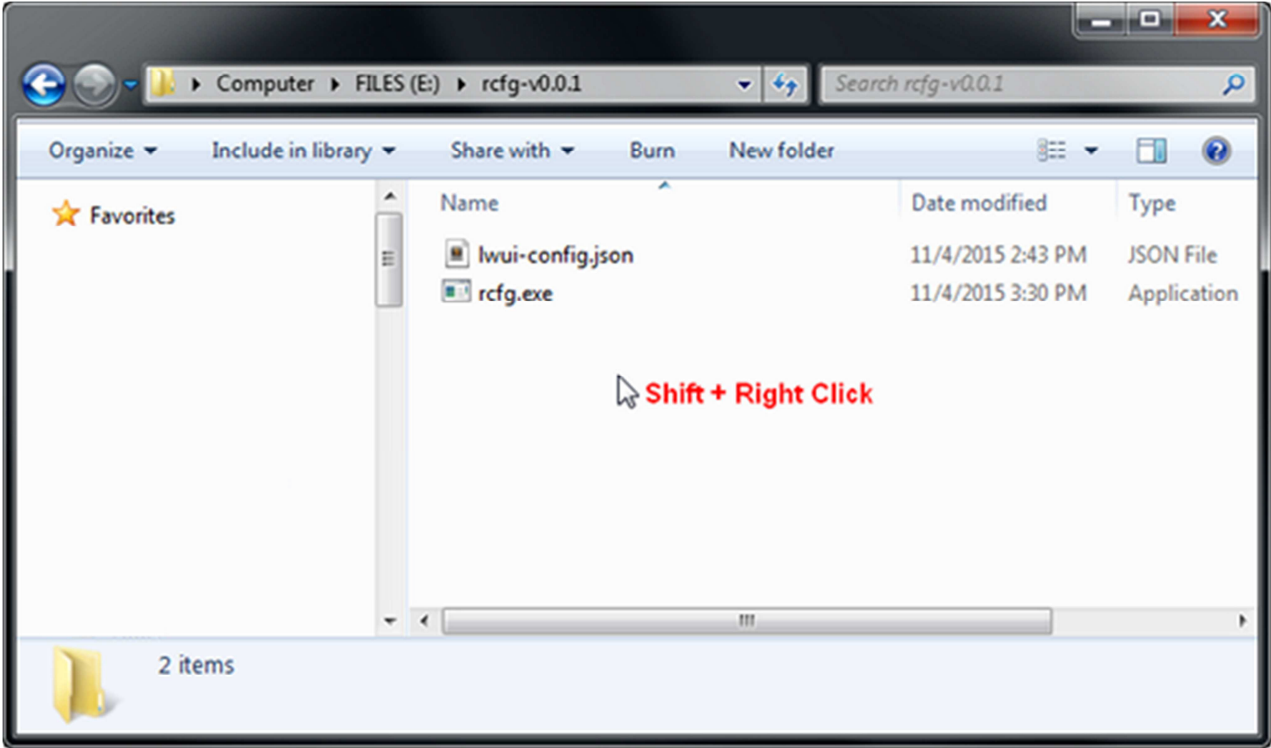 Computer FILES (E:) rcfg-v0.0.1 Search rcfg-v0.0.1
Organize Include in library Share with Burn New folder
Favorites
Name Date modified Type
lwui-config.json 11/4/2015 2:43 PM JSON File
rcfg.exe 11/4/2015 3:30 PM Application
Shift + Right Click
2 items